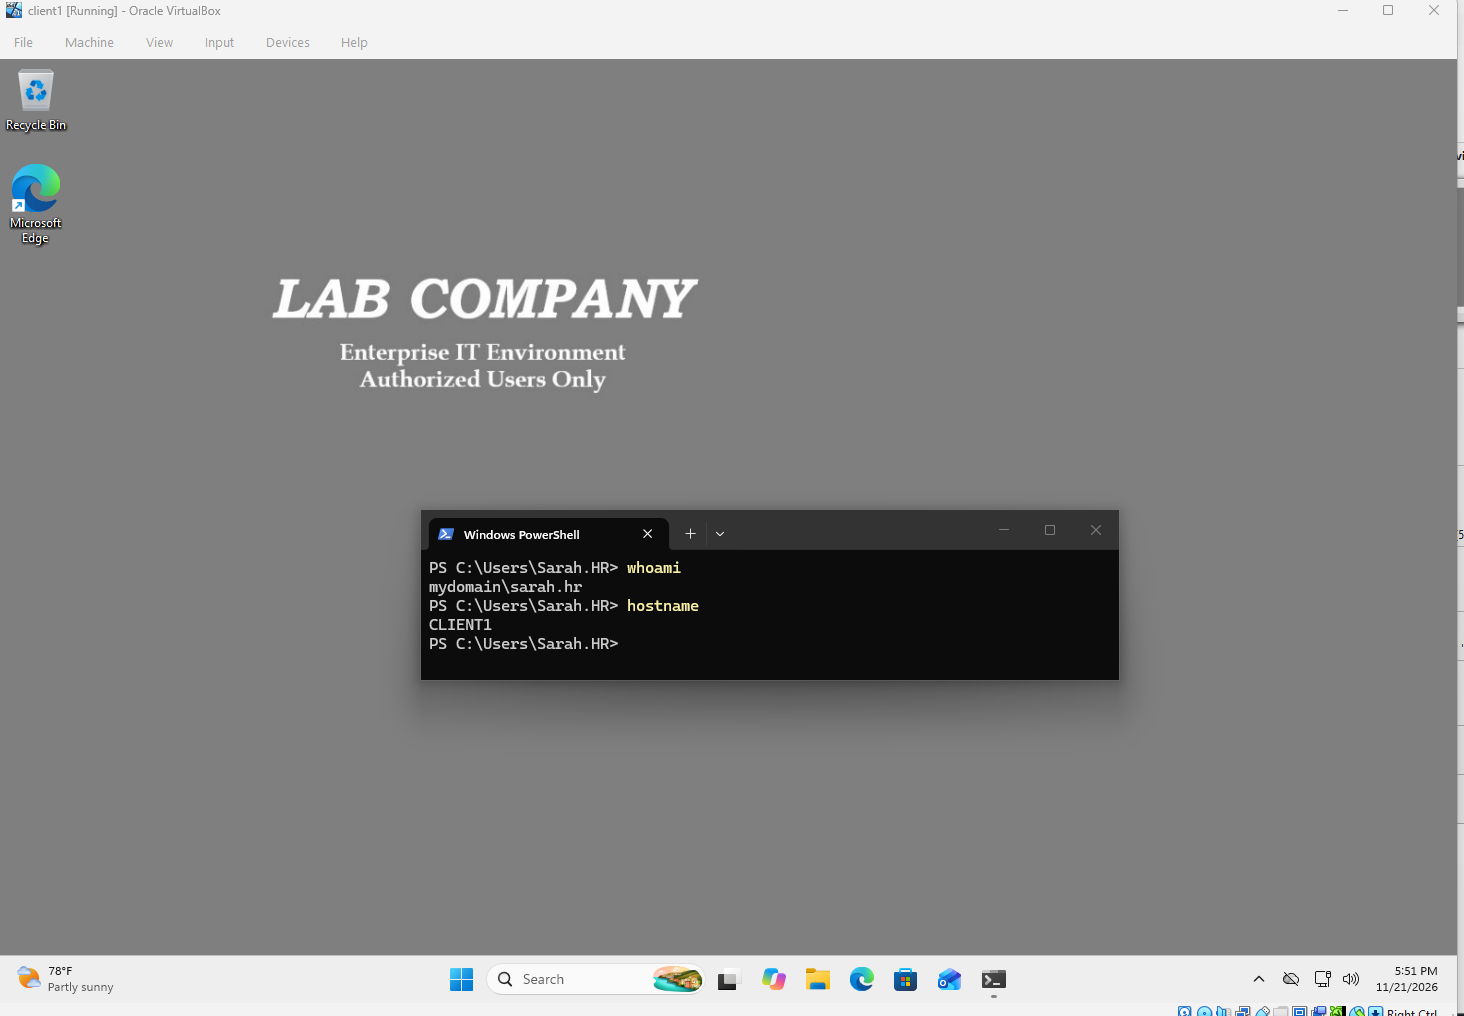 client1 [Running] - Oracle VirtualBox
File Machine View Input Devices Help
Recycle Bin
Microsoft
Edge
LAB COMPANY
Enterprise IT Environment
Authorized Users Only
Windows PowerShell
PS C:\Users\Sarah.HR> whoami
mydomain\sarah.hr
PS C:\Users\Sarah.HR> hostname
CLIENT1
PS C:\Users\Sarah.HR>
78°F
Partly sunny
Search
5:51 PM
11/21/2026
Right Ctrl